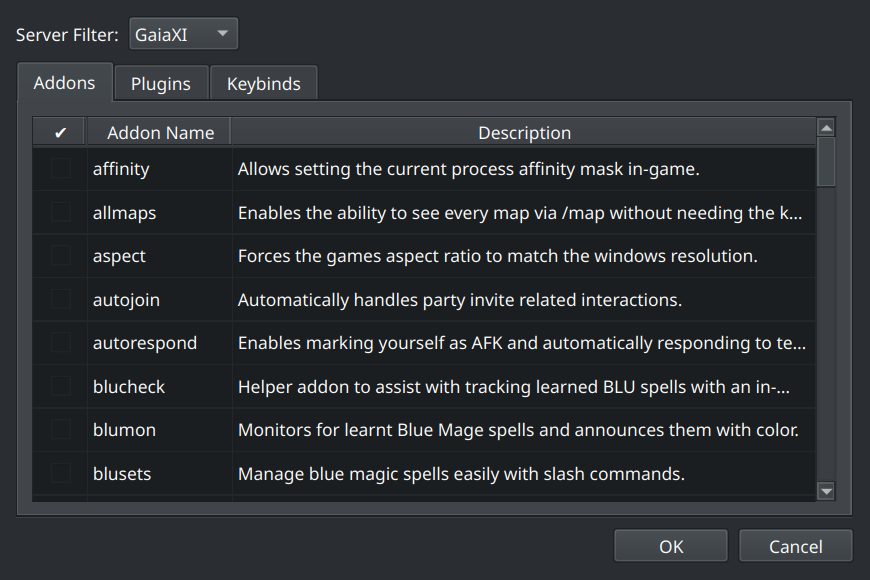 Server Filter: GaiaXI
Addons Plugins Keybinds
✔ Addon Name Description
affinity Allows setting the current process affinity mask in-game.
allmaps Enables the ability to see every map via /map without needing the k...
aspect Forces the games aspect ratio to match the windows resolution.
autojoin Automatically handles party invite related interactions.
autorespond Enables marking yourself as AFK and automatically responding to te...
blucheck Helper addon to assist with tracking learned BLU spells with an in-...
blumon Monitors for learnt Blue Mage spells and announces them with color.
blusets Manage blue magic spells easily with slash commands.
OK Cancel